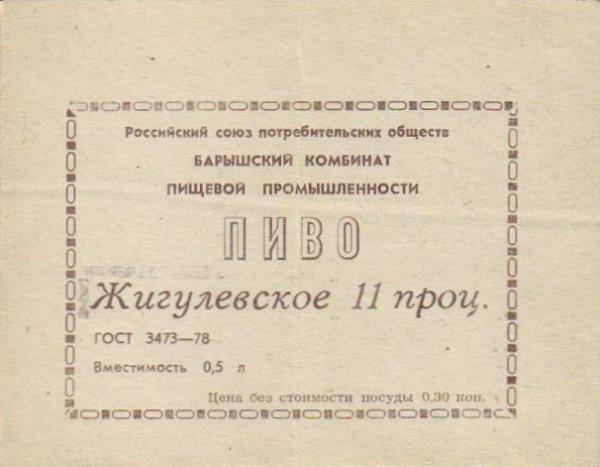 Российский союз потребительских обществ
БАРЫШСКИЙ КОМБИНАТ
ПИЩЕВОЙ ПРОМЫШЛЕННОСТИ
ПИВО
Жигулевское 11 проц.
ГОСТ 3473—78
Вместимость 0,5 л
Цена без стоимости посуды 0,30 коп.